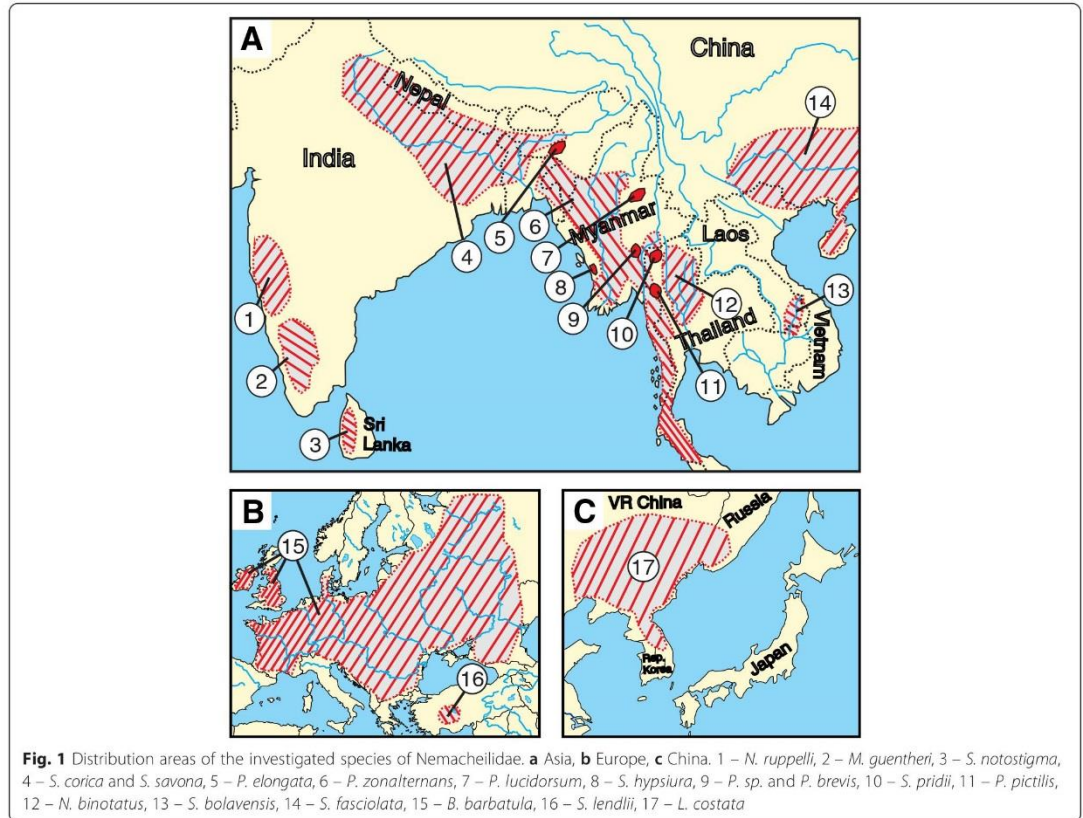 A
China
Nepal
India
14
Myanmar
Laos
5
4
6
7
8
9
10
12
13
1
2
Thailand
Vietnam
11
3
Sri
Lanka
B
15
16
C
VR China
Russia
17
Rep.
Korea
Japan
Fig. 1 Distribution areas of the investigated species of Nemacheilidae. a Asia, b Europe, c China. 1 – N. ruppelli, 2 – M. guentheri, 3 – S. notostigma,
4 – S. corica and S. savona, 5 – P. elongata, 6 – P. zonalternans, 7 – P. lucidorsum, 8 – S. hypsiura, 9 – P. sp. and P. brevis, 10 – S. pridii, 11 – P. pictilis,
12 – N. binotatus, 13 – S. bolavensis, 14 – S. fasciolata, 15 – B. barbatula, 16 – S. lendlii, 17 – L. costata